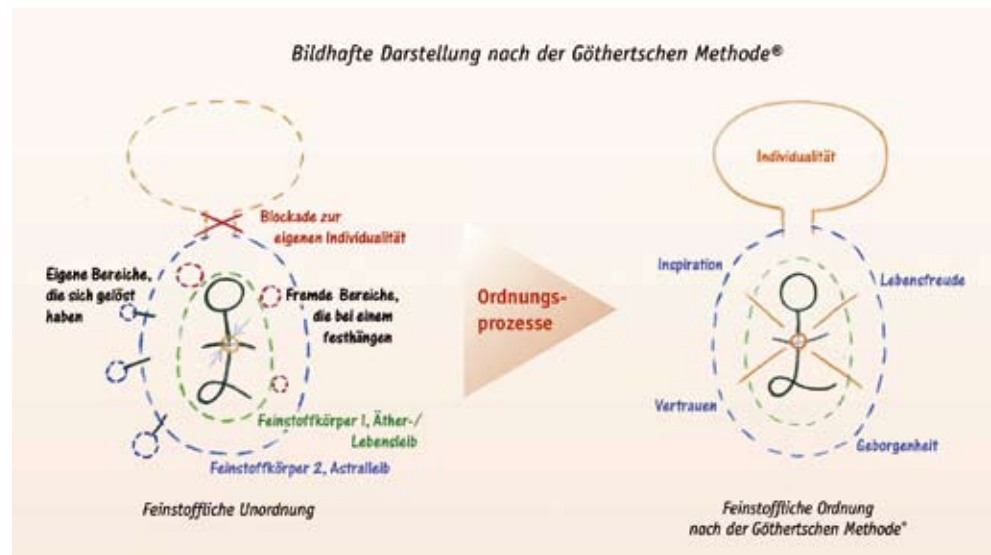 Bildhafte Darstellung nach der Göthertschen Methode®
Blockade zur
eigenen Individualität
Eigene Bereiche,
die sich gelöst
haben
Fremde Bereiche,
die bei einem
festhängen
Feinstoffkörper 1, Äther-/
Lebensleib
Feinstoffkörper 2, Astralleib
Feinstoffliche Unordnung
Ordnungs-
prozesse
Individualität
Inspiration
Lebensfreude
Vertrauen
Geborgenheit
Feinstoffliche Ordnung
nach der Göthertschen Methode®